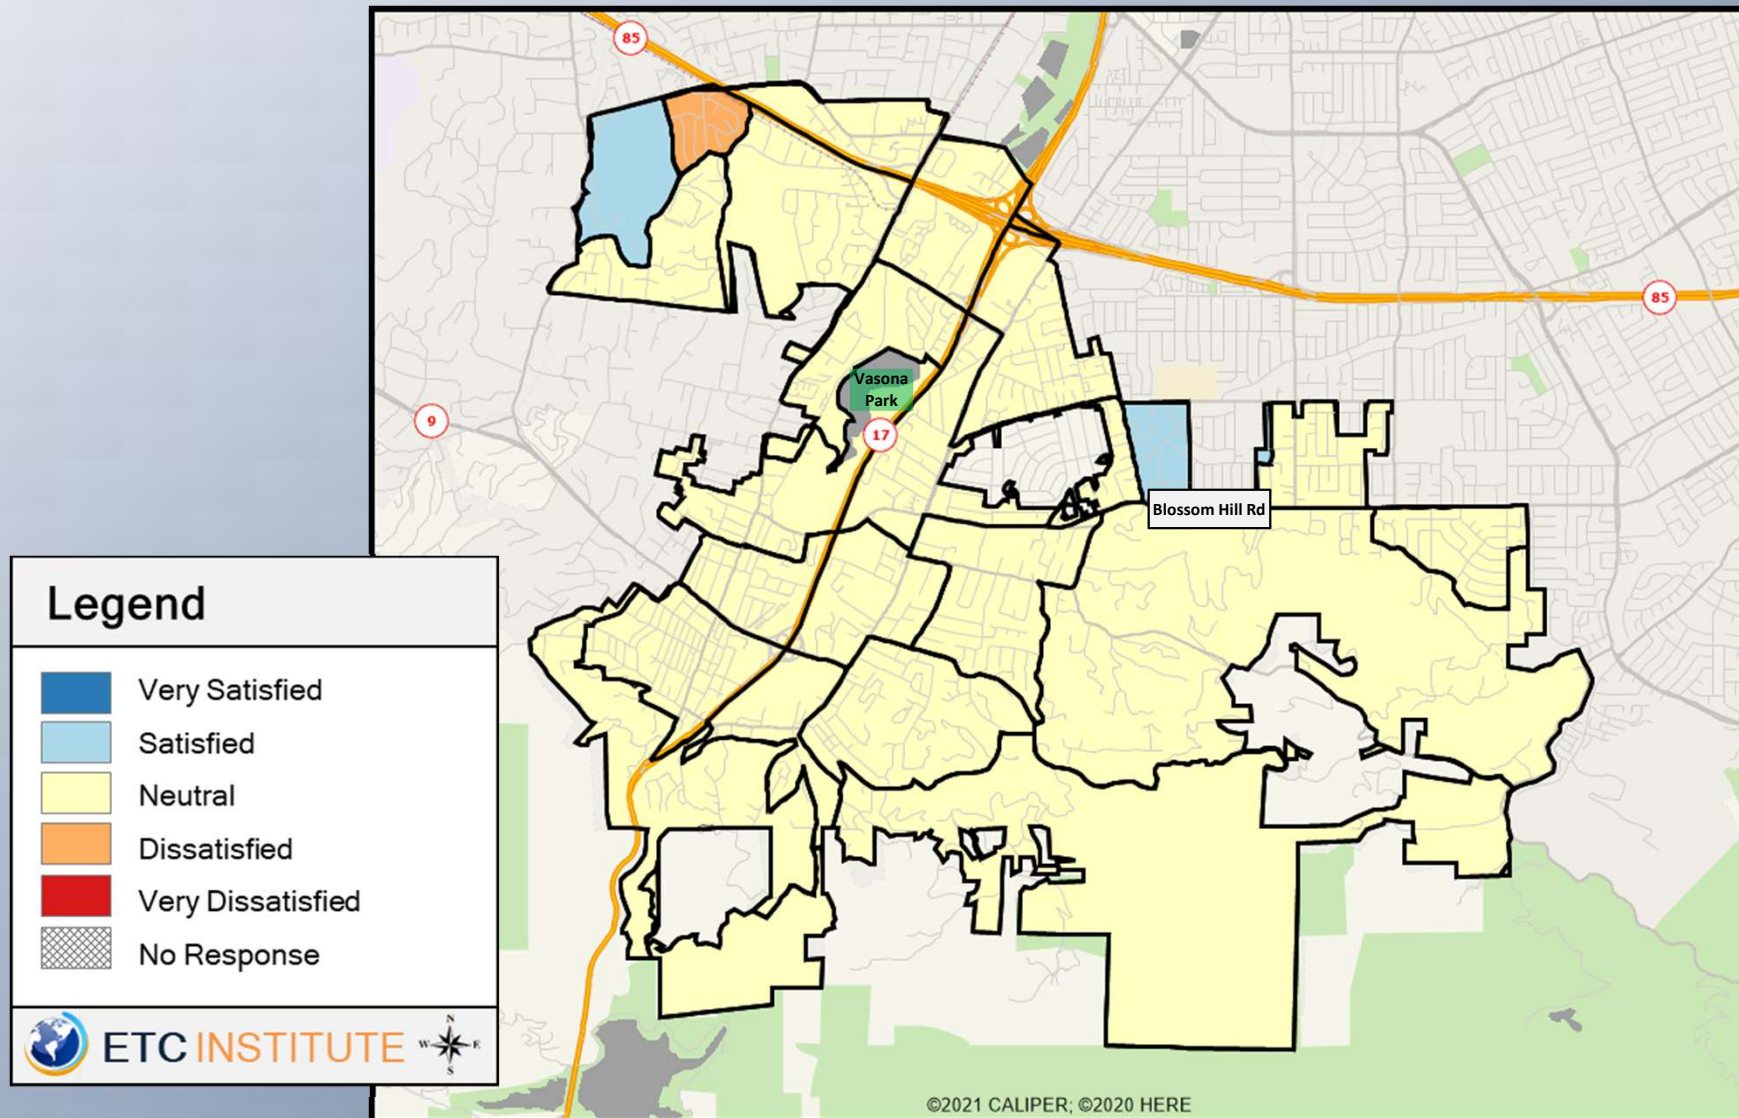 85
85
Vasona
Park
9
17
Blossom Hill Rd
Legend
Very Satisfied
Satisfied
Neutral
Dissatisfied
Very Dissatisfied
No Response
ETC INSTITUTE
N
W E
S
©2021 CALIPER; ©2020 HERE